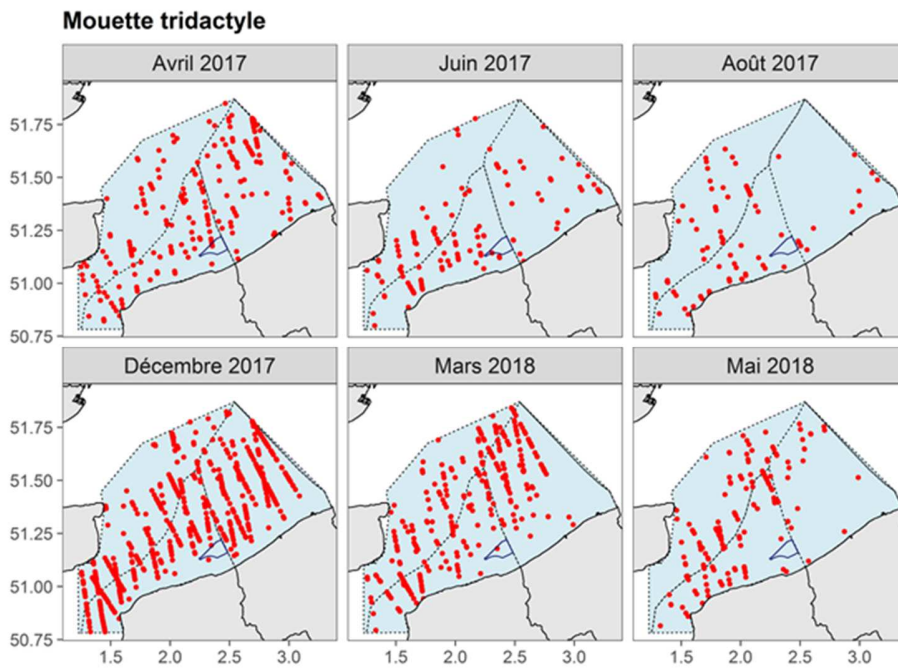 Mouette tridactyle
Avril 2017
Juin 2017
Août 2017
51.75
51.50
51.25
51.00
50.75
Décembre 2017
Mars 2018
Mai 2018
51.75
51.50
51.25
51.00
50.75
1.5 2.0 2.5 3.0
1.5 2.0 2.5 3.0
1.5 2.0 2.5 3.0